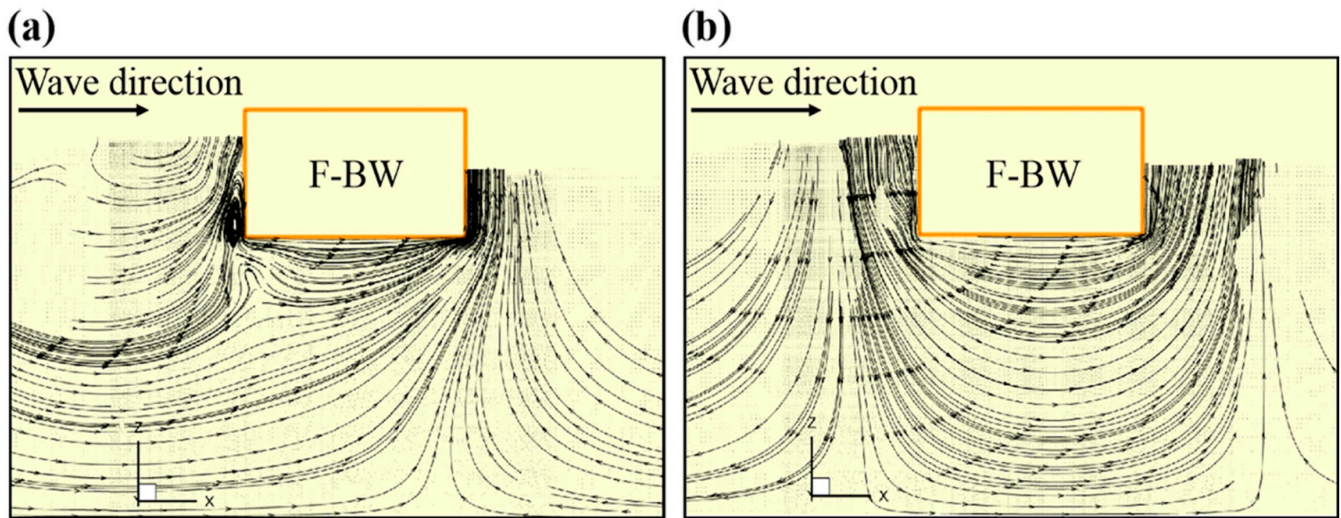 (a)
Wave direction
F-BW
Z
Y
X
(b)
Wave direction
F-BW
Z
Y
X